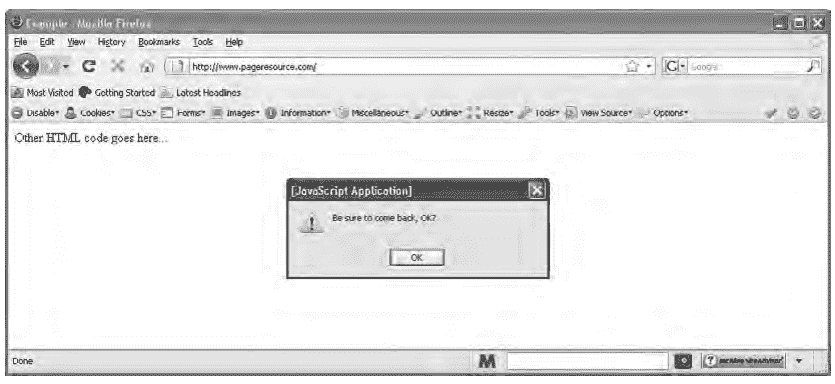 Example - Mozilla Firefox
File Edit View History Bookmarks Tools Help
http://www.pageresource.com/
G Google
Most Visited Getting Started Latest Headlines
Disable Cookies CSS Forms Images Information Miscellaneous Outline Resize Tools View Source Options
Other HTML code goes here...
[JavaScript Application]
Be sure to come back, OK?
OK
Done
M